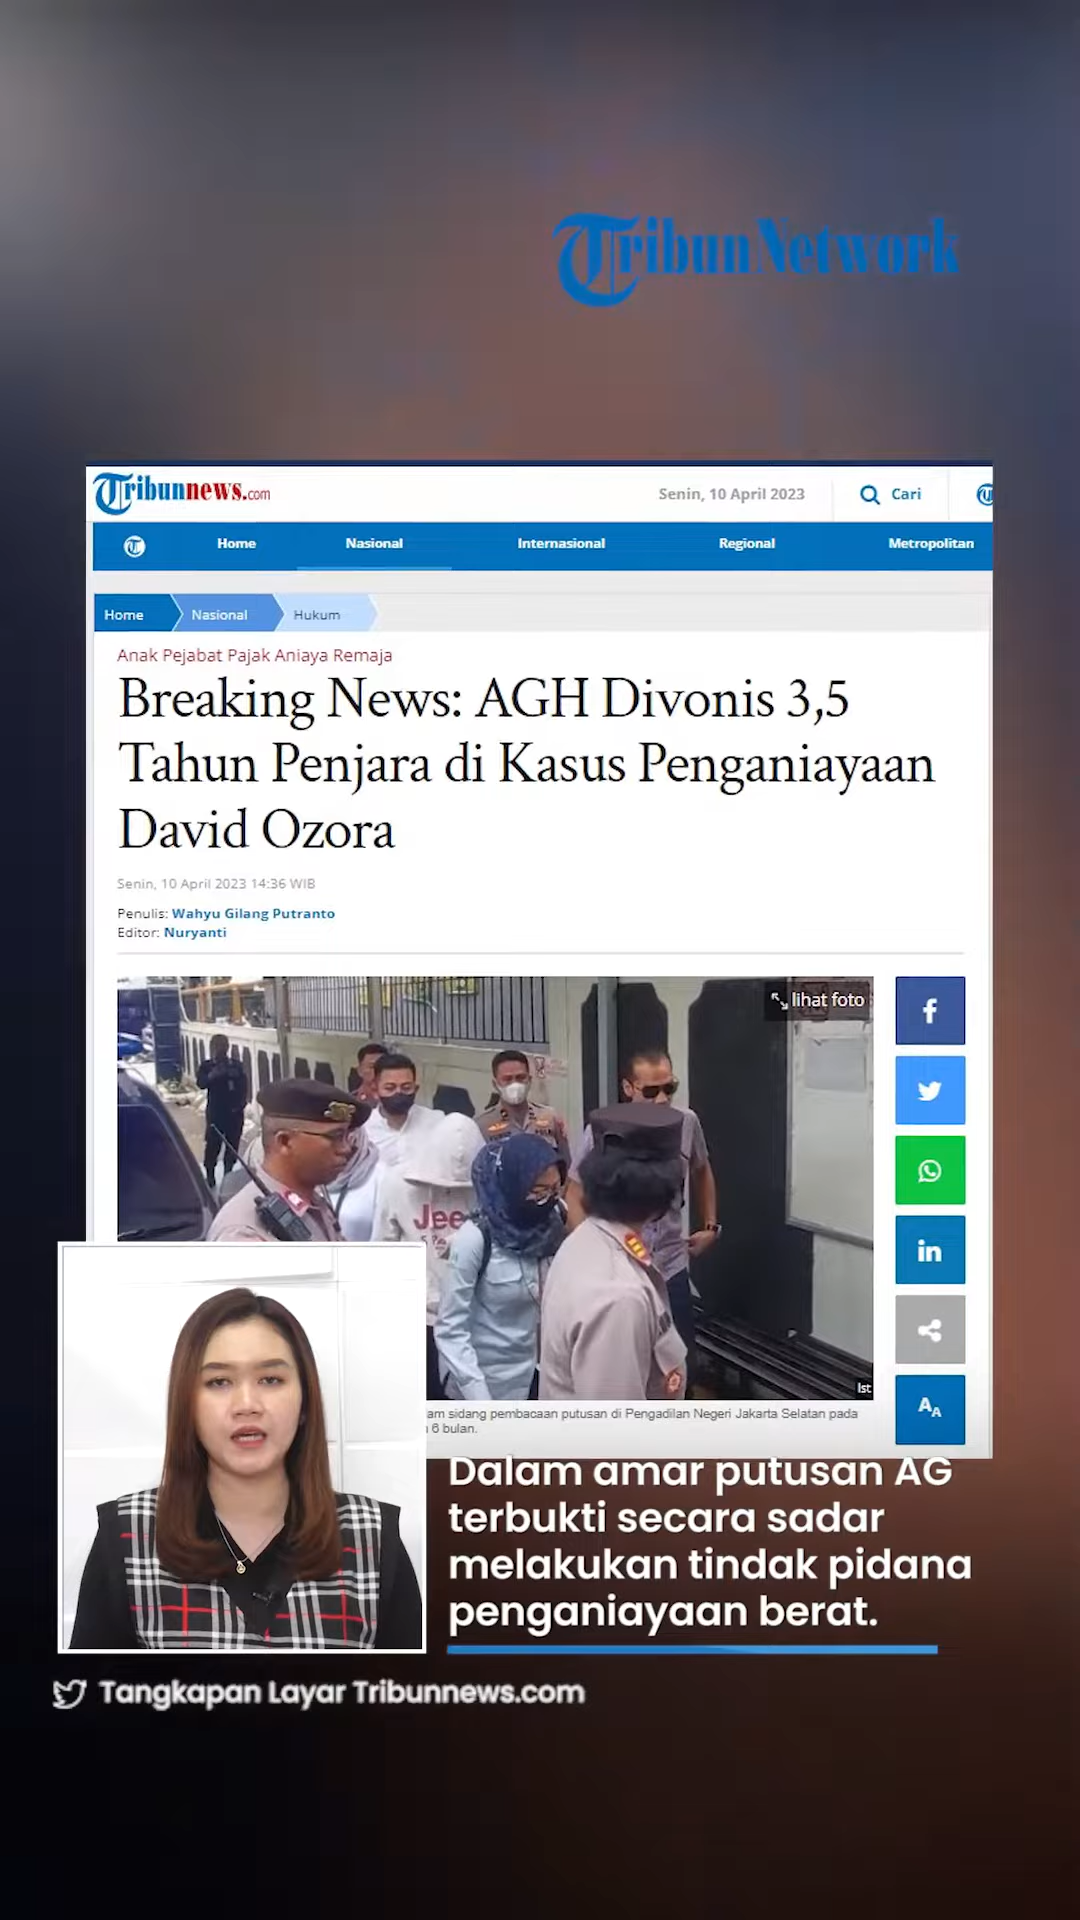 Tribun Network
Tribunnews.com
Senin, 10 April 2023
Cari
Home
Nasional
Internasional
Regional
Metropolitan
Home
Nasional
Hukum
Anak Pejabat Pajak Aniaya Remaja
Breaking News: AGH Divonis 3,5
Tahun Penjara di Kasus Penganiayaan
David Ozora
Senin, 10 April 2023 14:36 WIB
Penulis: Wahyu Gilang Putranto
Editor: Nuryanti
lihat foto
Jee
Ist
sidang pembacaan putusan di Pengadilan Negeri Jakarta Selatan pada
6 bulan.
AA
Dalam amar putusan AG
terbukti secara sadar
melakukan tindak pidana
penganiayaan berat.
Tangkapan Layar Tribunnews.com